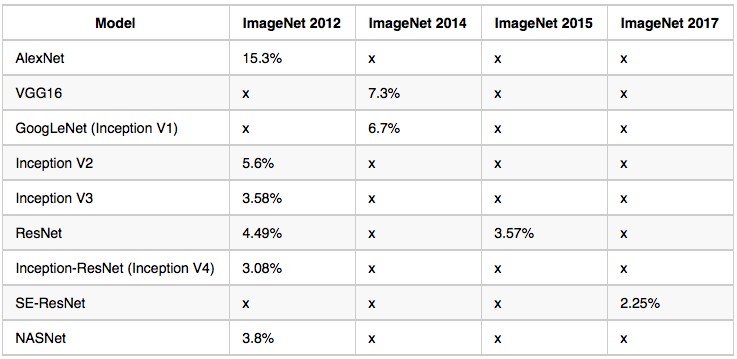 Model ImageNet 2012 ImageNet 2014 ImageNet 2015 ImageNet 2017
AlexNet 15.3% x x x
VGG16 x 7.3% x x
GoogLeNet (Inception V1) x 6.7% x x
Inception V2 5.6% x x x
Inception V3 3.58% x x x
ResNet 4.49% x 3.57% x
Inception-ResNet (Inception V4) 3.08% x x x
SE-ResNet x x x 2.25%
NASNet 3.8% x x x